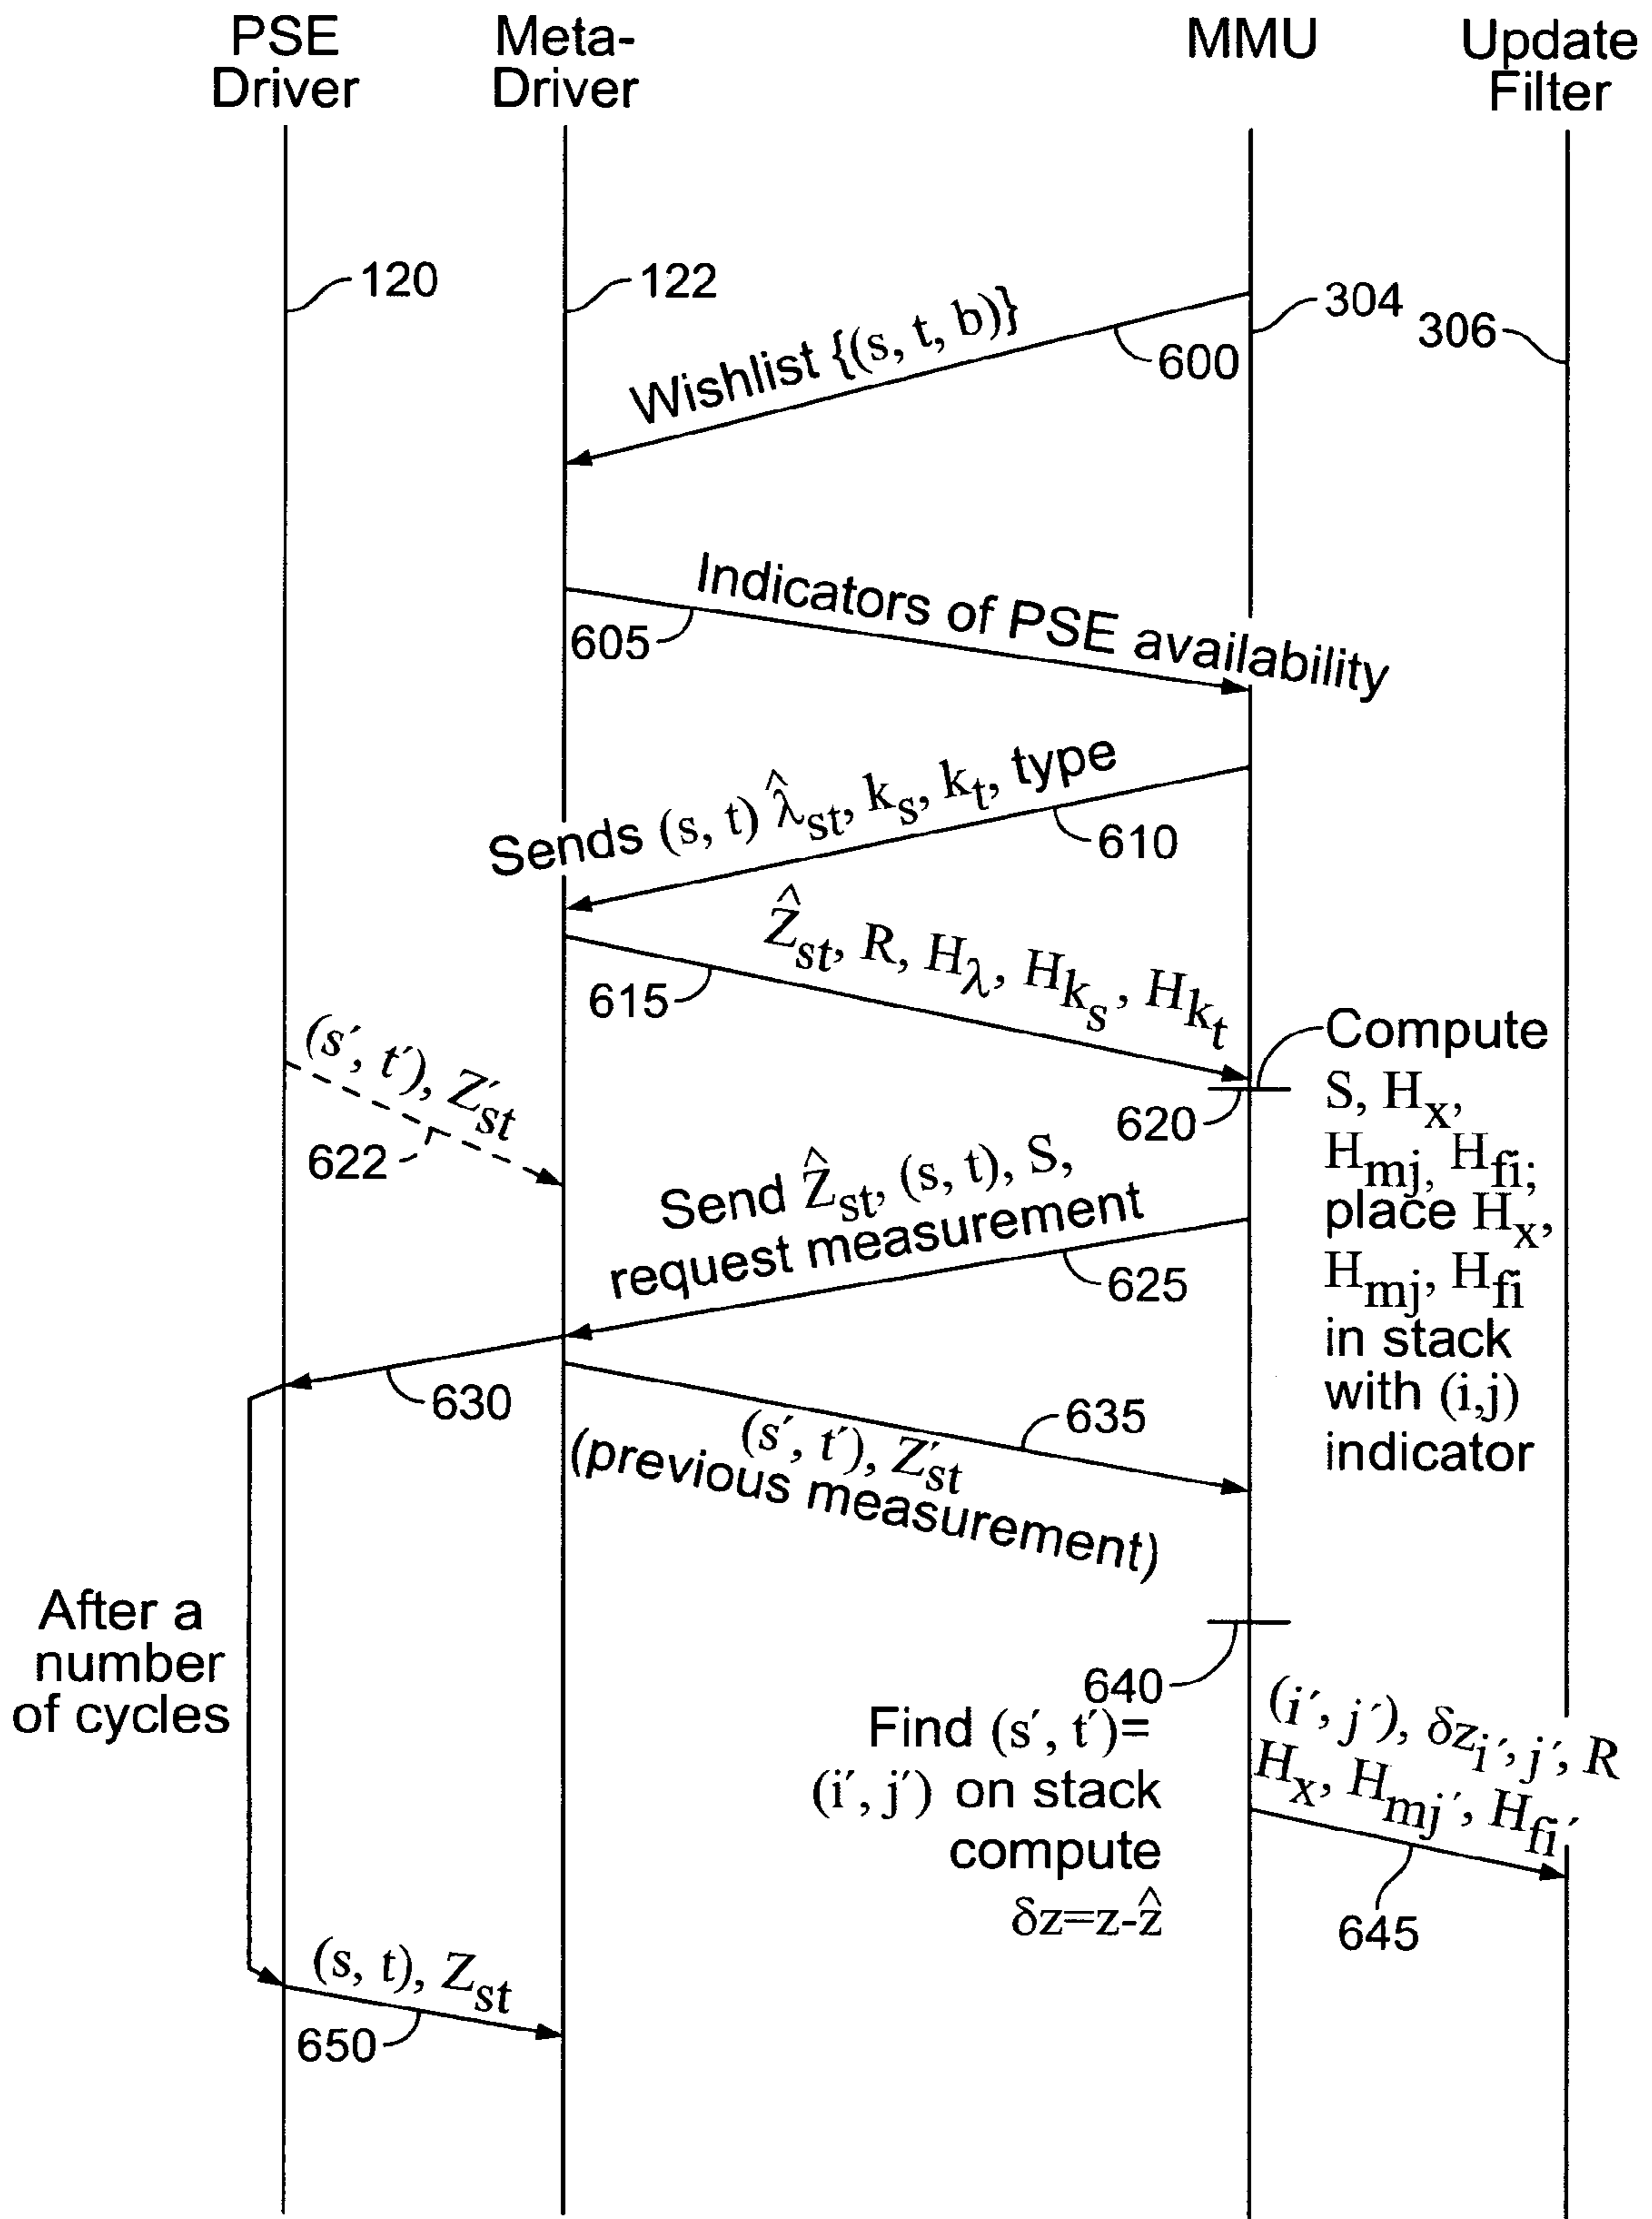 PSE
Driver
Meta-
Driver
MMU
Update
Filter
120
122
304
306
Wishlist {(s, t, b)}
600
Indicators of PSE availability
605
Sends (s, t) λ̂st, ks, kt, type
610
Ẑst, R, Hλ, Hks, Hkt
615
Compute
S, Hx,
Hmj, Hfi;
place Hx,
Hmj, Hfi
in stack
with (i,j)
indicator
620
(s′, t′), Z′st
622
Send Ẑst, (s, t), S,
request measurement
625
630
635
(s′, t′), Z′st
(previous measurement)
After a
number
of cycles
640
Find (s′, t′)=
(i′, j′) on stack
compute
δz=z-ẑ
(i′, j′), δzi′, j′, R
Hx, Hmj′, Hfi′
645
(s, t), Zst
650